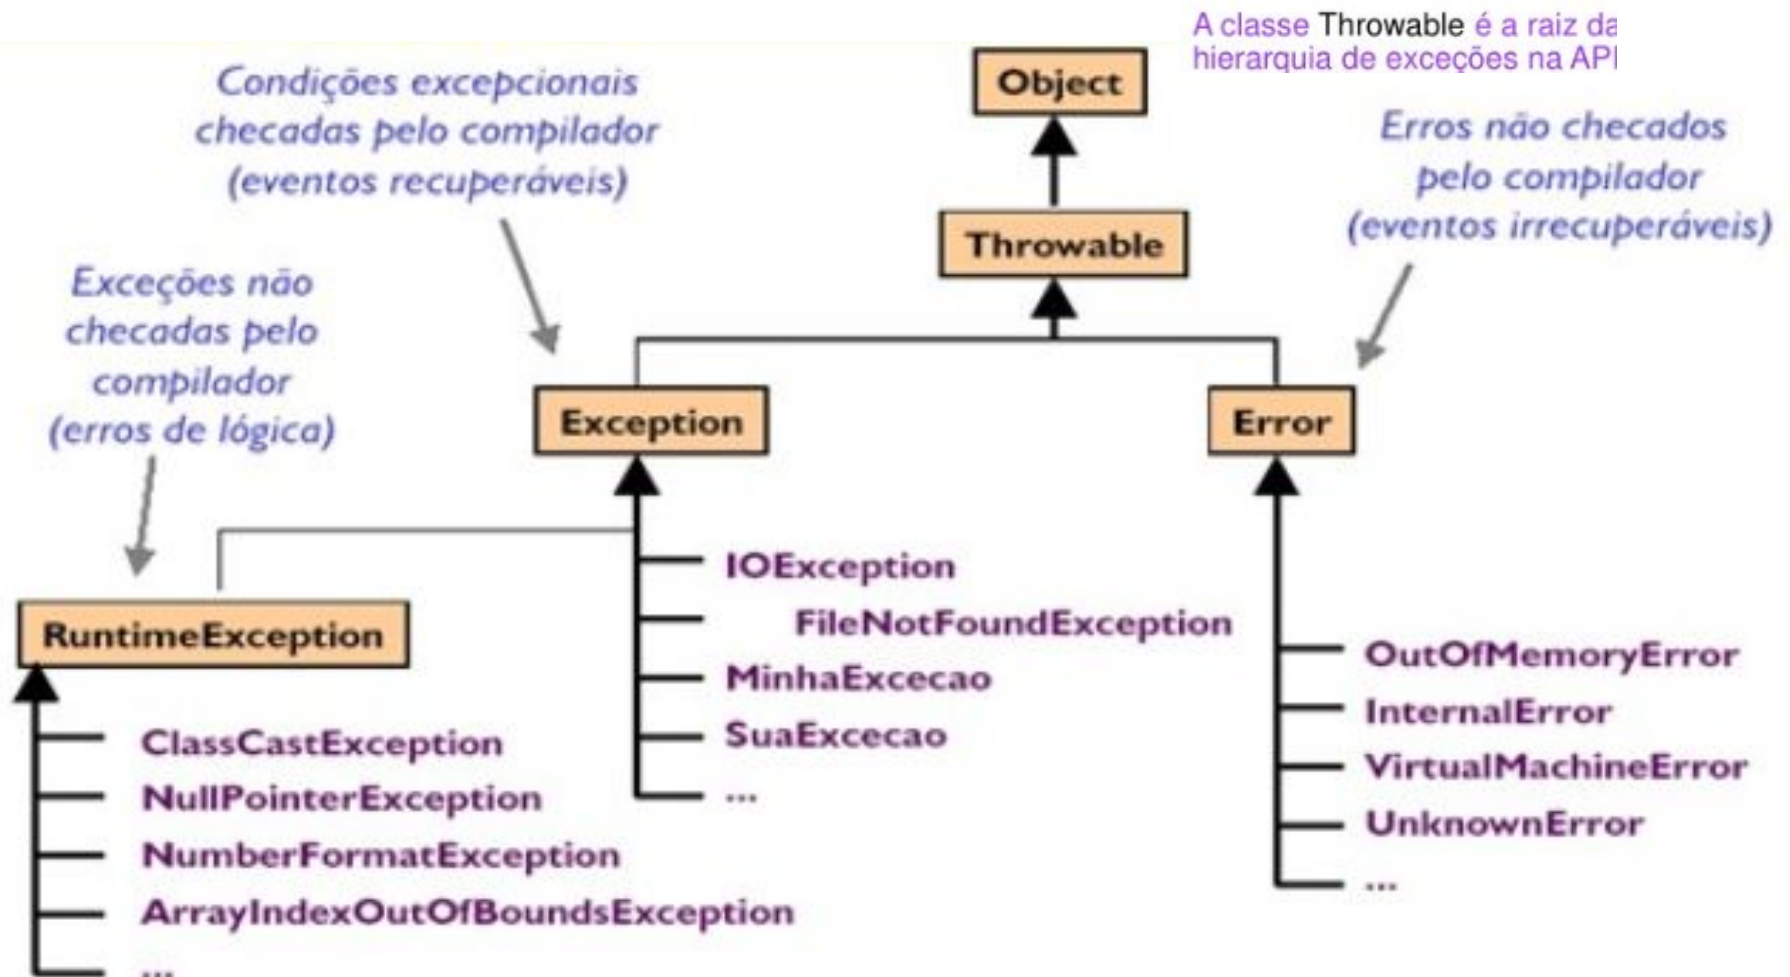 A classe Throwable é a raiz da
hierarquia de exceções na API
Object
Condições excepcionais
checadas pelo compilador
(eventos recuperáveis)
Erros não checados
pelo compilador
(eventos irrecuperáveis)
Throwable
Exceções não
checadas pelo
compilador
(erros de lógica)
Exception
Error
RuntimeException
IOException
FileNotFoundException
MinhaExcecao
SuaExcecao
...
ClassCastException
NullPointerException
NumberFormatException
ArrayIndexOutOfBoundsException
...
OutOfMemoryError
InternalError
VirtualMachineError
UnknownError
...